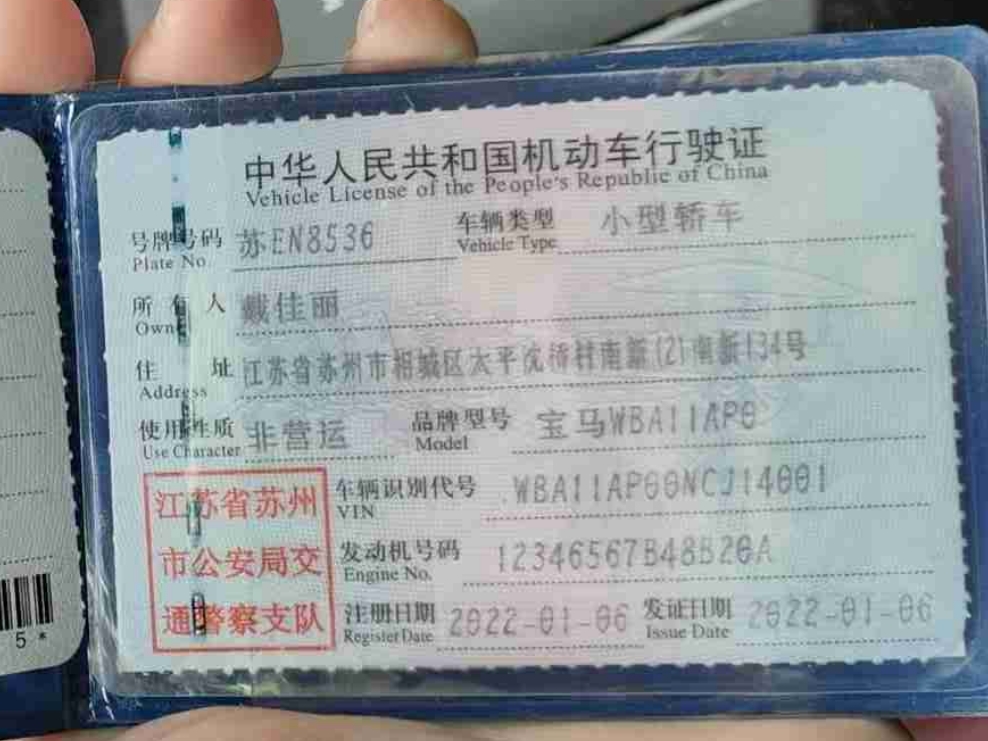 中华人民共和国机动车行驶证
Vehicle License of the People's Republic of China
号牌号码 苏EN8536 车辆类型 小型轿车
Plate No. Vehicle Type
所有人 戴佳丽
Owner
住址 江苏省苏州市相城区太平沈桥村南新(2)南新134号
Address
使用性质 非营运 品牌型号 宝马WBA11AP0
Use Character Model
江苏省苏州 车辆识别代号 WBA11AP00NCJ14001
VIN
市公安局交 发动机号码 12346567B48B20A
Engine No.
通警察支队 注册日期 2022-01-06 发证日期 2022-01-06
Register Date Issue Date
5*